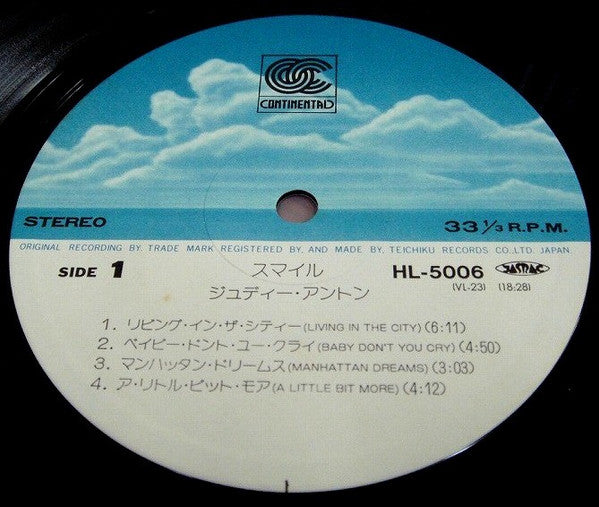 CONTINENTAL
STEREO
33 1/3 R.P.M.
ORIGINAL RECORDING BY, TRADE MARK REGISTERED BY, AND MADE BY, TEICHIKU RECORDS CO.,LTD. JAPAN.
SIDE 1
スマイル
HL-5006
JASRAC
ジュディー・アントン
(VL-23) (18:28)
1. リビング・イン・ザ・シティー(LIVING IN THE CITY)(6:11)
2. ベイビー・ドント・ユー・クライ(BABY DON'T YOU CRY)(4:50)
3. マンハッタン・ドリームス(MANHATTAN DREAMS)(3:03)
4. ア・リトル・ビット・モア(A LITTLE BIT MORE)(4:12)